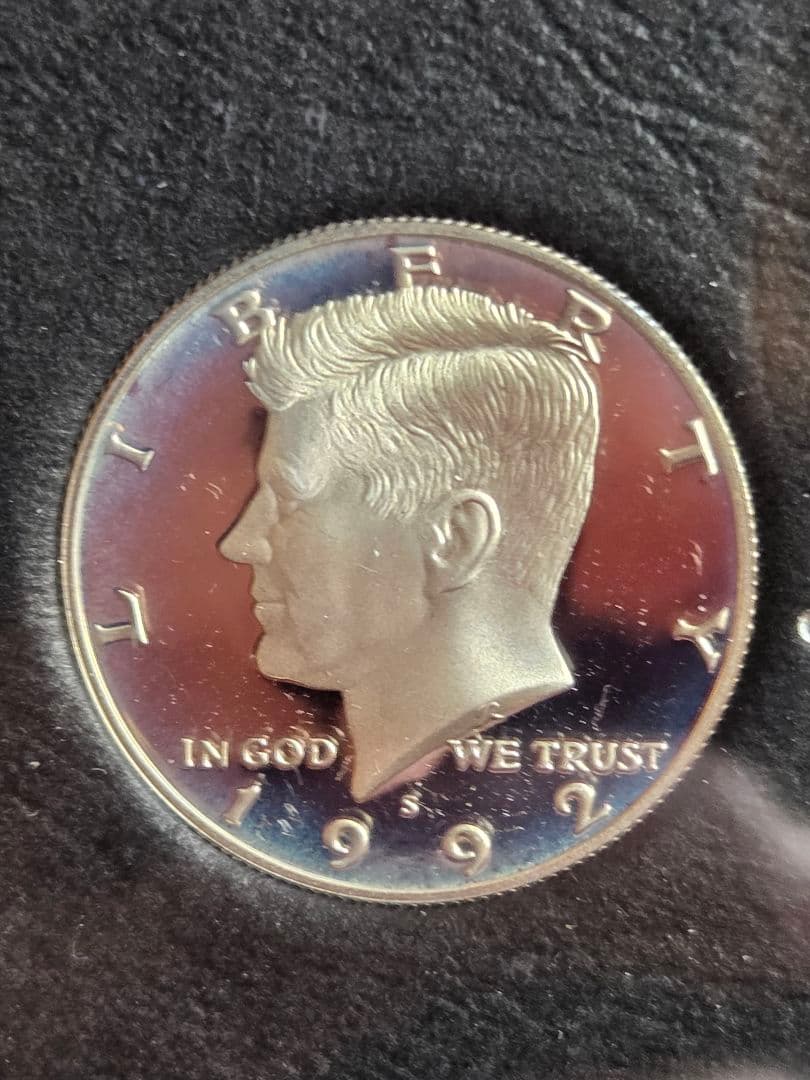 LIBERTY
IN GOD WE TRUST
S
1992